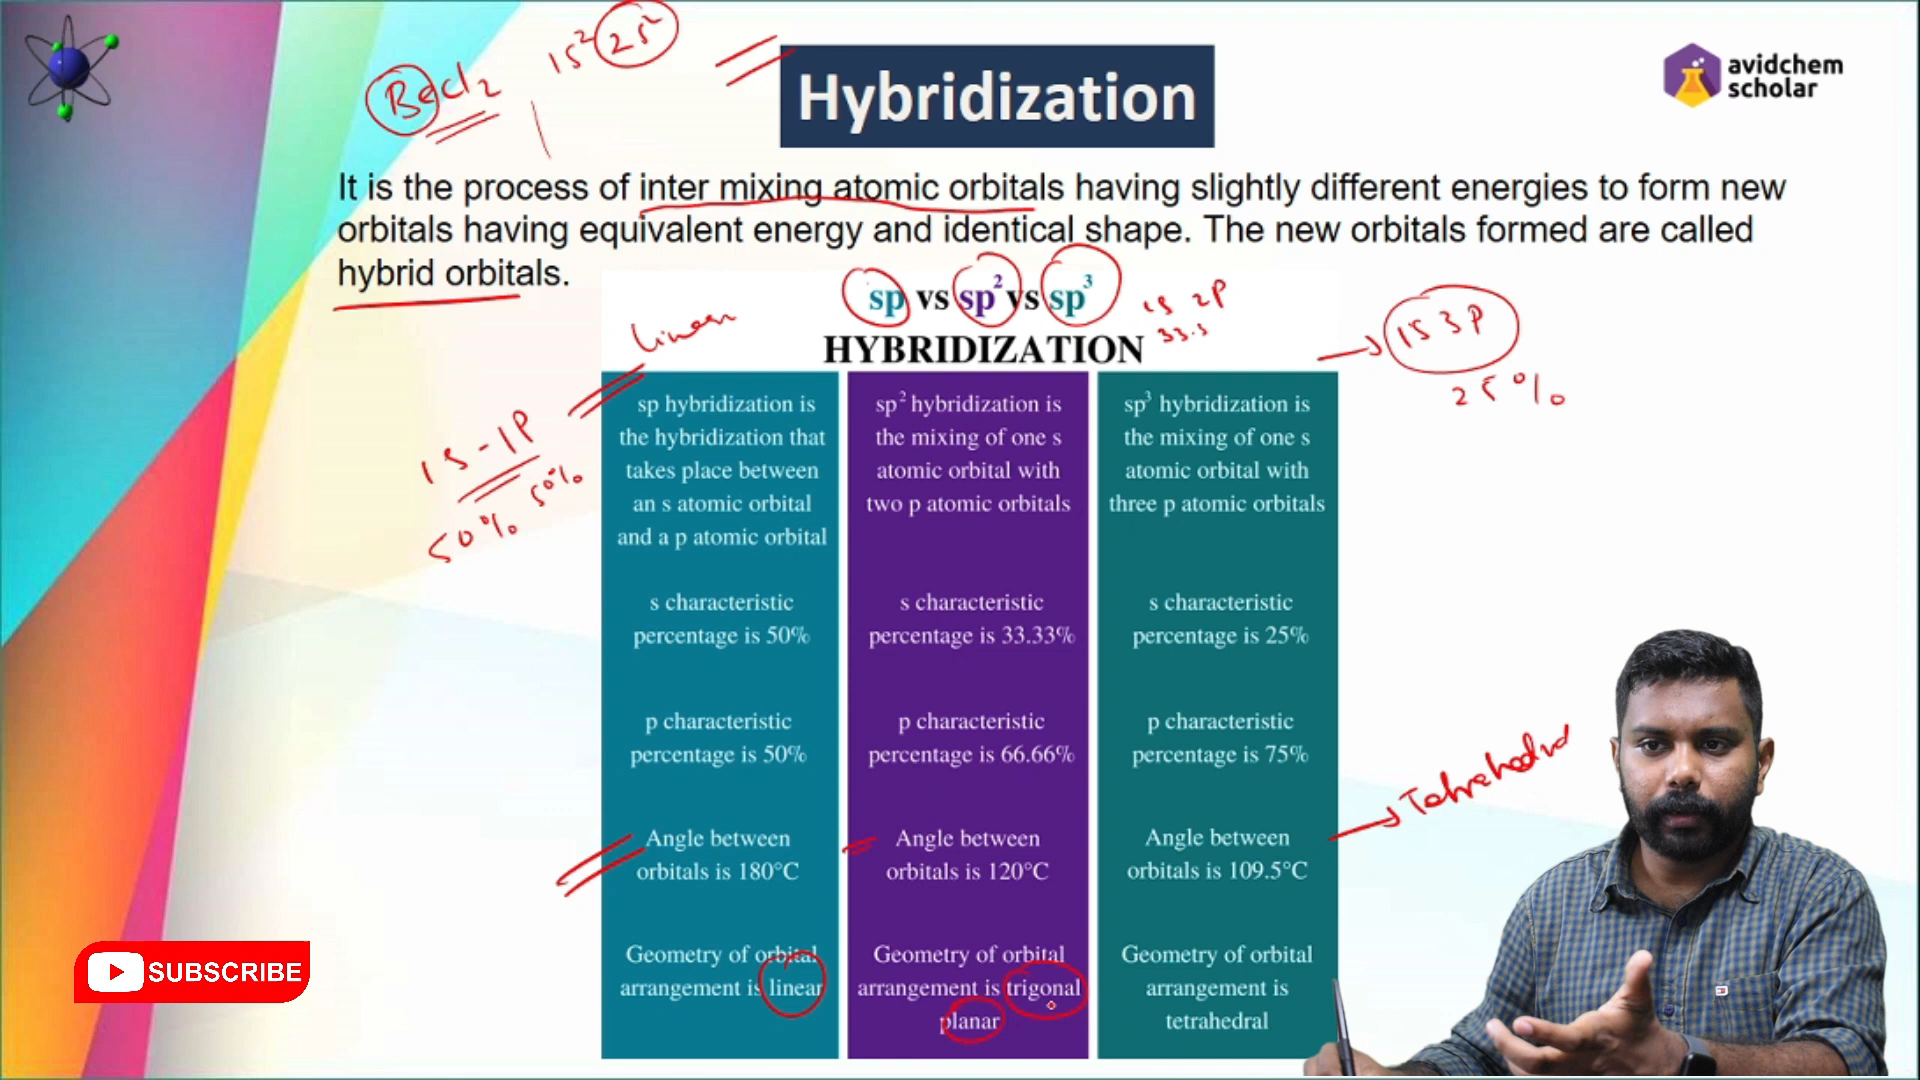 BeCl2
1S² 2S²
Hybridization
avidchem
scholar
It is the process of inter mixing atomic orbitals having slightly different energies to form new
orbitals having equivalent energy and identical shape. The new orbitals formed are called
hybrid orbitals.
sp vs sp² vs sp³
HYBRIDIZATION
linear
1S 2P
33.3
1S 3P
25%
1S - 1P
50% 50%
sp hybridization is
the hybridization that
takes place between
an s atomic orbital
and a p atomic orbital
s characteristic
percentage is 50%
p characteristic
percentage is 50%
Angle between
orbitals is 180°C
Geometry of orbital
arrangement is linear
sp² hybridization is
the mixing of one s
atomic orbital with
two p atomic orbitals
s characteristic
percentage is 33.33%
p characteristic
percentage is 66.66%
Angle between
orbitals is 120°C
Geometry of orbital
arrangement is trigonal
planar
sp³ hybridization is
the mixing of one s
atomic orbital with
three p atomic orbitals
s characteristic
percentage is 25%
p characteristic
percentage is 75%
Angle between
orbitals is 109.5°C
Geometry of orbital
arrangement is
tetrahedral
Tetrahedral
SUBSCRIBE